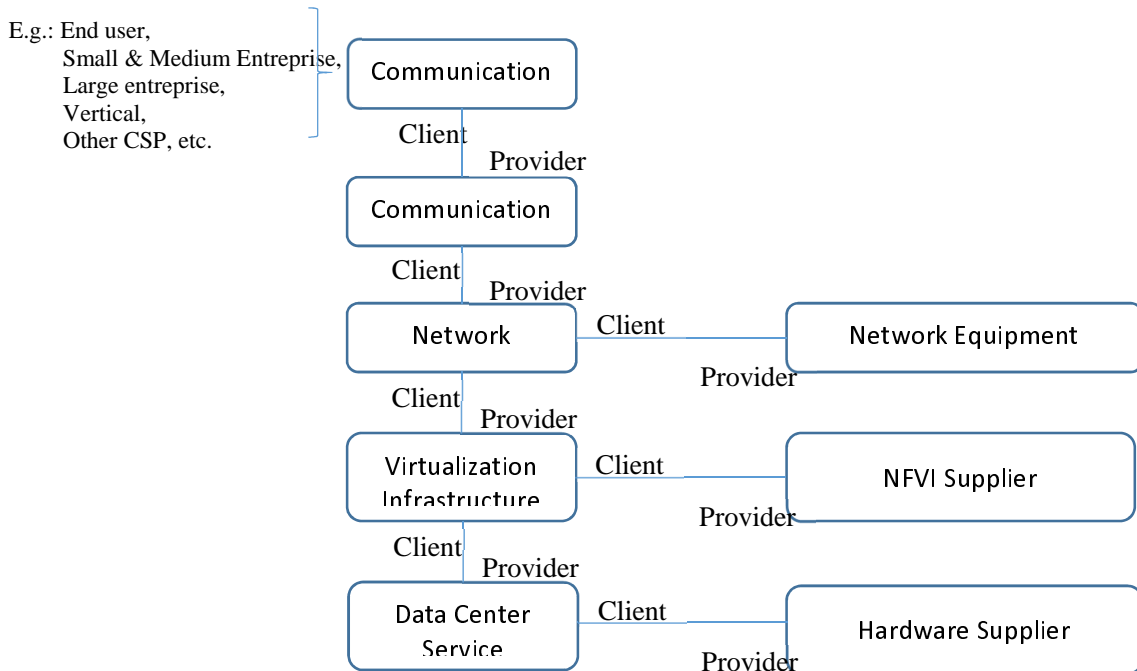 E.g.: End user,
Small & Medium Entreprise,
Large entreprise,
Vertical,
Other CSP, etc.
Communication
Client
Provider
Communication
Client
Provider
Network
Client
Network Equipment
Provider
Client
Provider
Virtualization
Infrastructure
Client
NFVI Supplier
Provider
Client
Provider
Data Center
Service
Client
Hardware Supplier
Provider